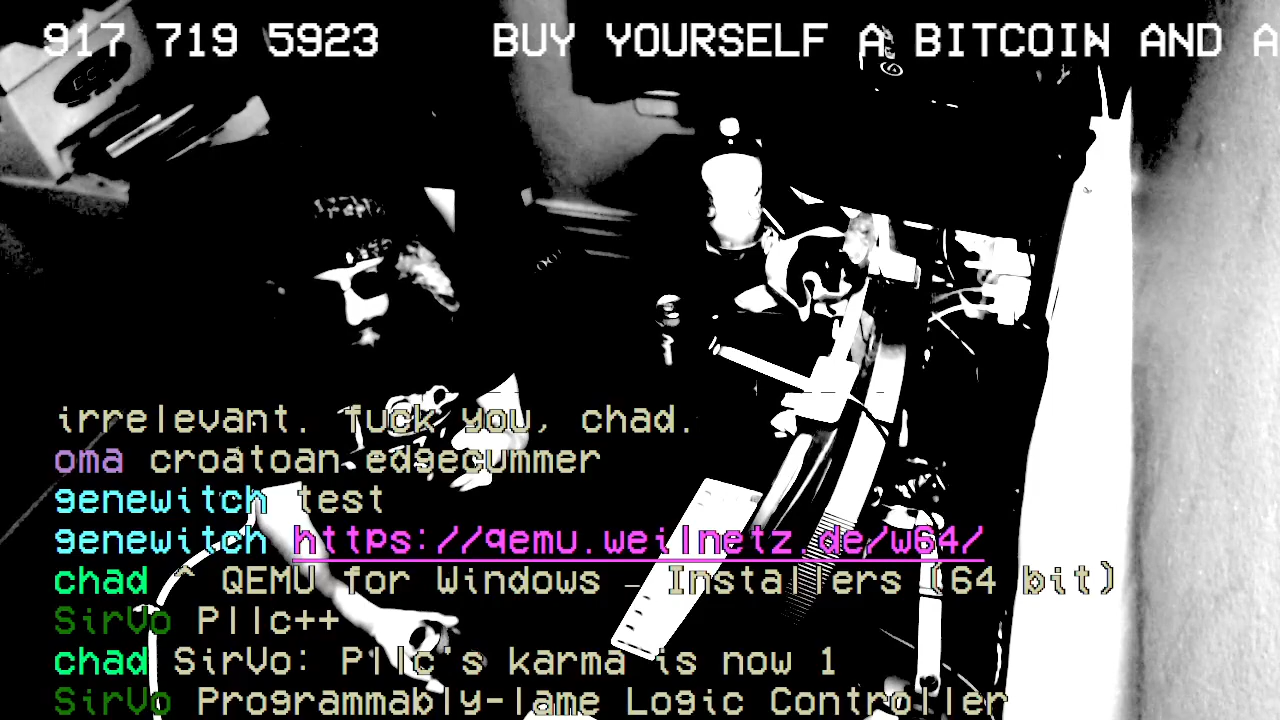 917 719 5923 BUY YOURSELF A BITCOIN AND A
irrelevant. fuck you, chad.
oma croatoan edgecummer
genewitch test
genewitch https://qemu.weilnetz.de/w64/
chad ^ QEMU for Windows - Installers (64 bit)
SirVo Pllc++
chad SirVo: Pllc's karma is now 1
SirVo Programmably-lame Logic Controller